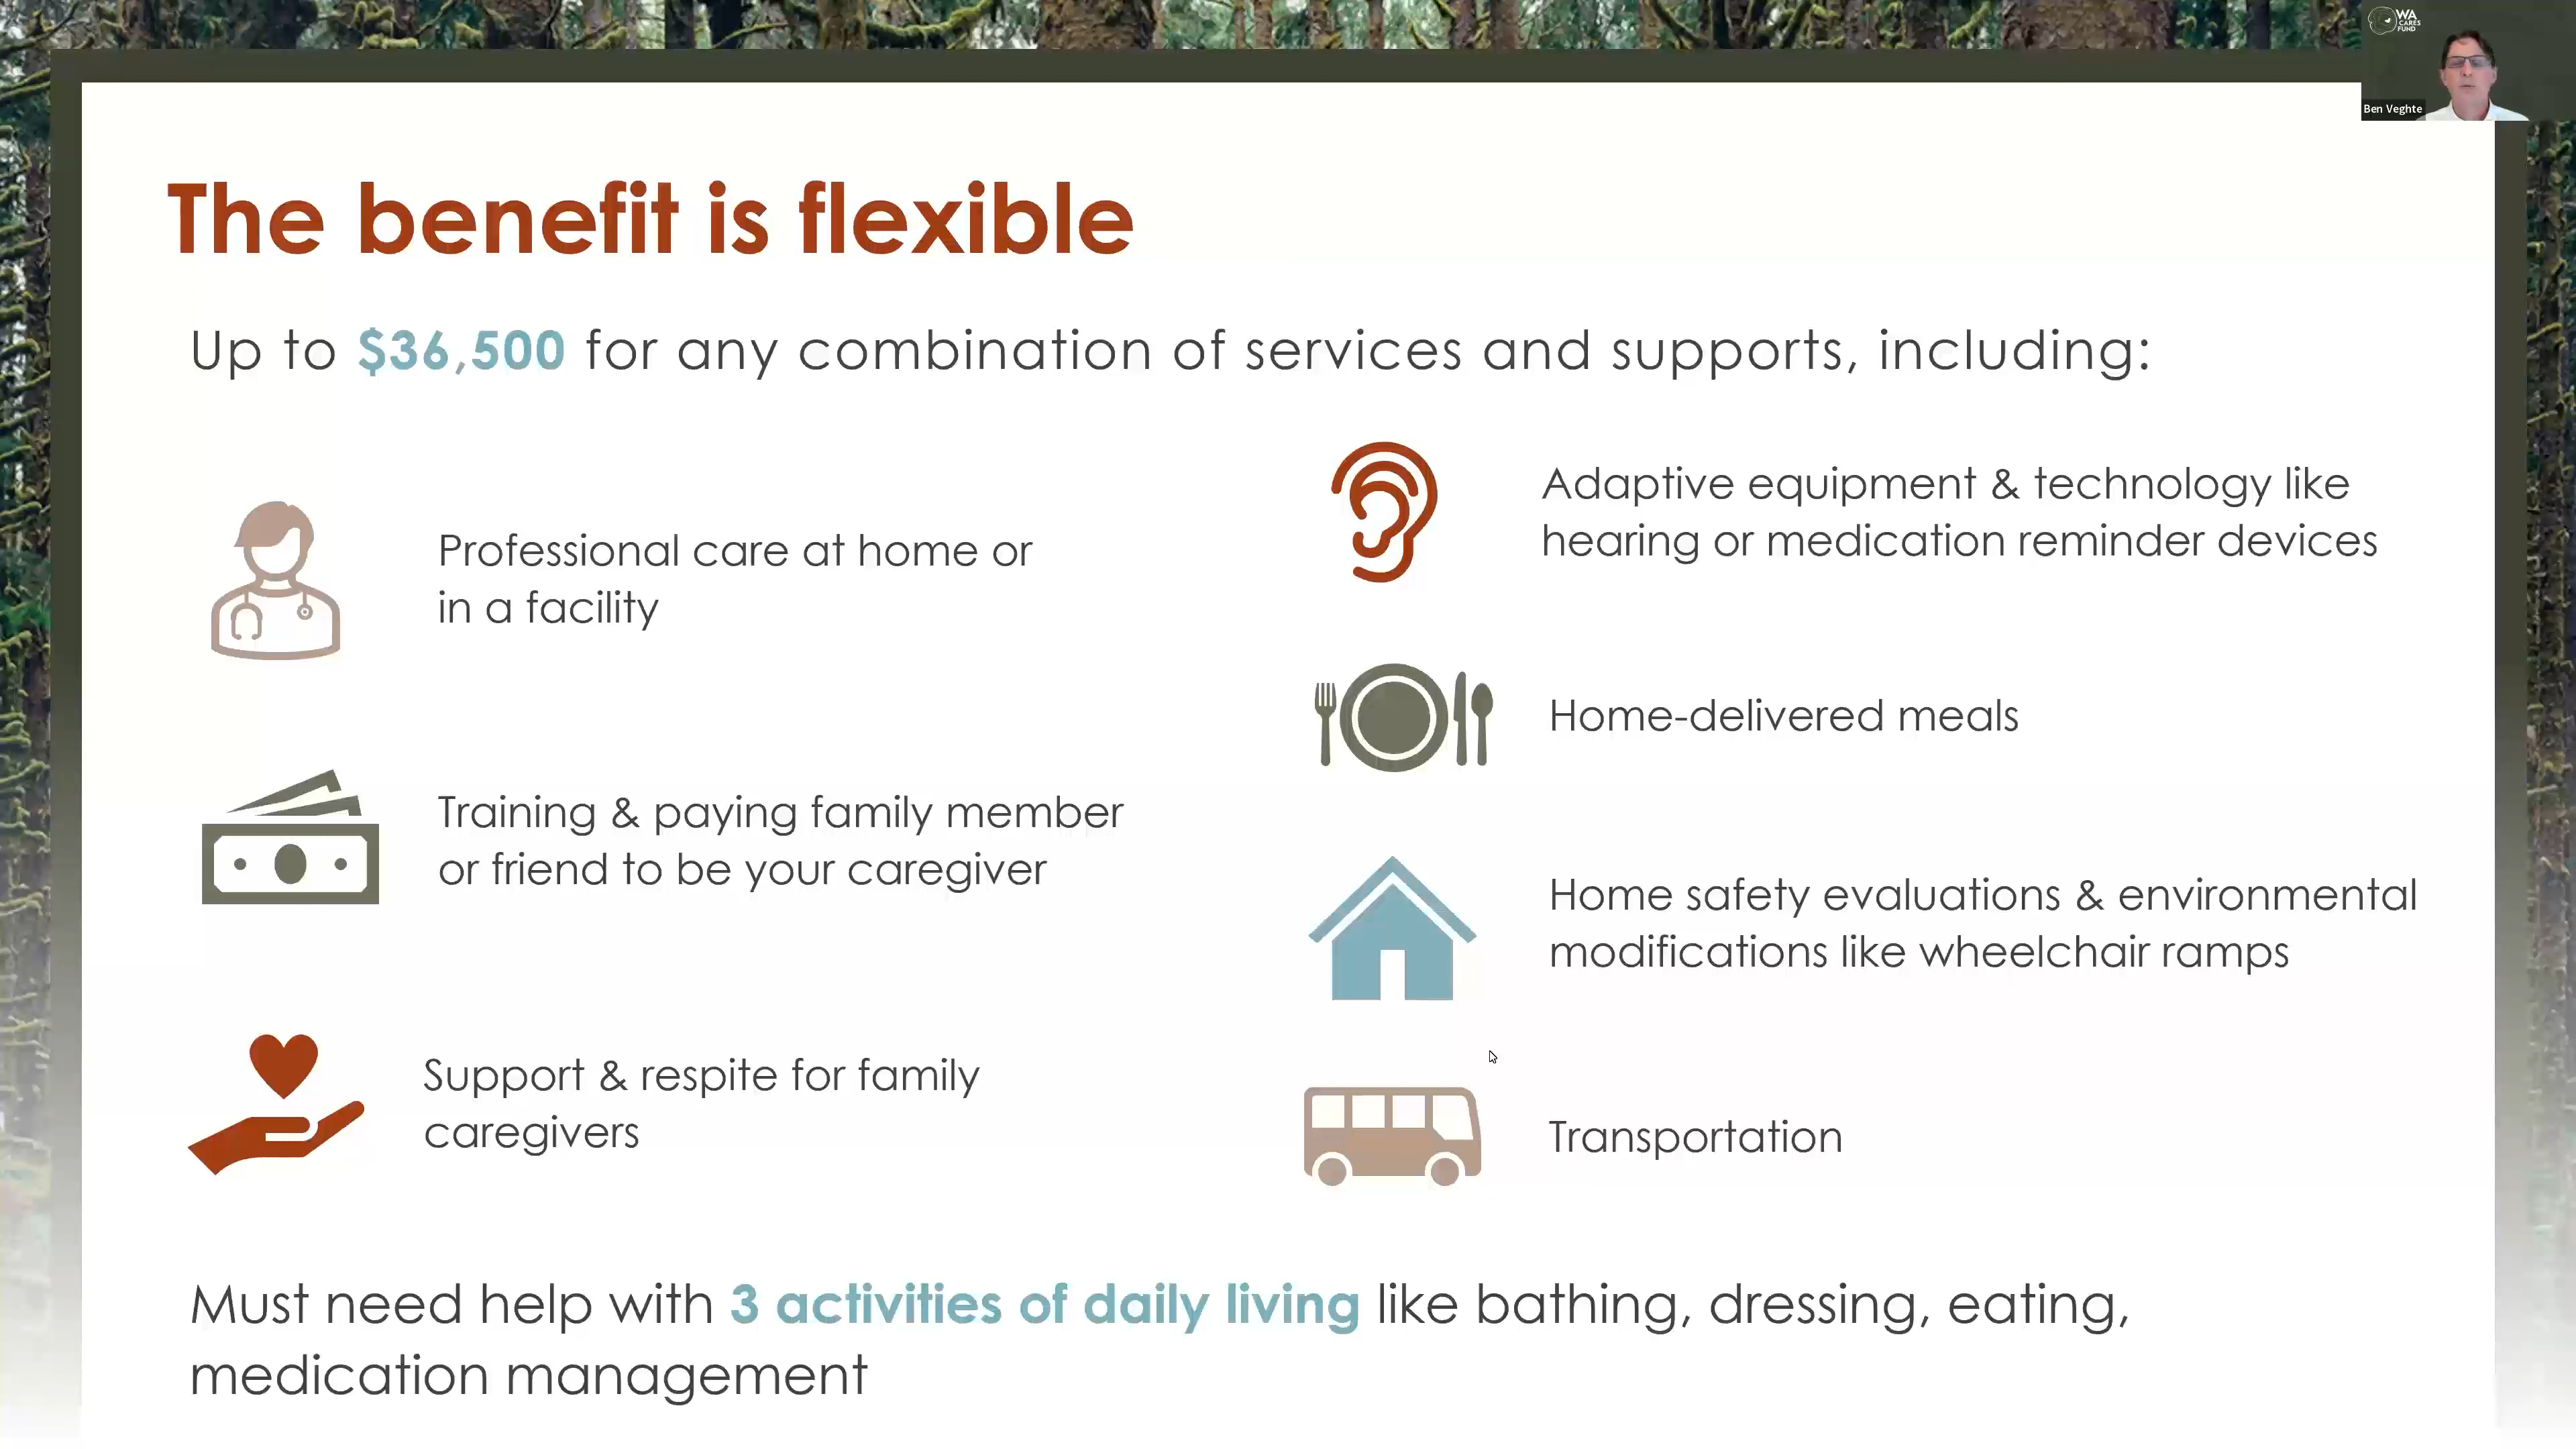 WA
CARES
FUND
Ben Veghte
The benefit is flexible
Up to $36,500 for any combination of services and supports, including:
Professional care at home or
in a facility
Training & paying family member
or friend to be your caregiver
Support & respite for family
caregivers
Adaptive equipment & technology like
hearing or medication reminder devices
Home-delivered meals
Home safety evaluations & environmental
modifications like wheelchair ramps
Transportation
Must need help with 3 activities of daily living like bathing, dressing, eating,
medication management